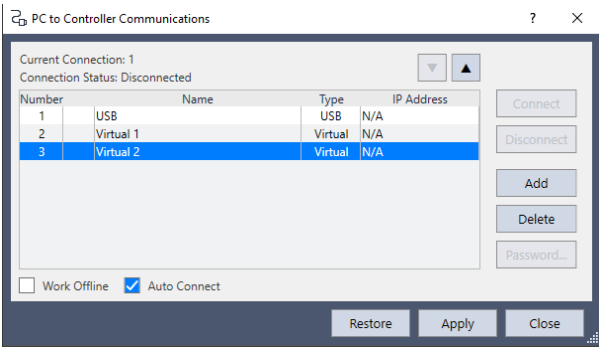 PC to Controller Communications
Current Connection: 1
Connection Status: Disconnected
Number Name Type IP Address
1 USB USB N/A
2 Virtual 1 Virtual N/A
3 Virtual 2 Virtual N/A
Connect
Disconnect
Add
Delete
Password...
Work Offline Auto Connect
Restore Apply Close